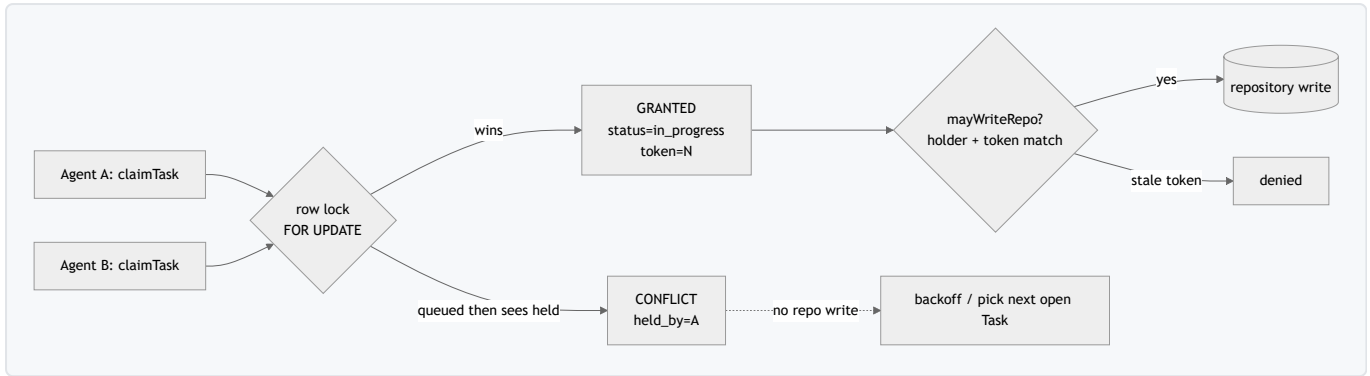 Agent A: claimTask
Agent B: claimTask
row lock
FOR UPDATE
wins
queued then sees held
GRANTED
status=in_progress
token=N
CONFLICT
held_by=A
no repo write
mayWriteRepo?
holder + token match
backoff / pick next open
Task
yes
stale token
repository write
denied